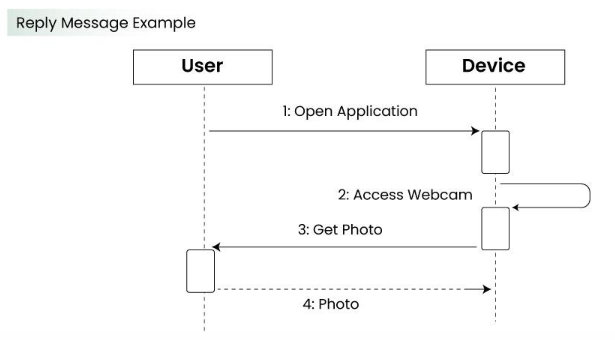 Reply Message Example
User
Device
1: Open Application
2: Access Webcam
3: Get Photo
4: Photo